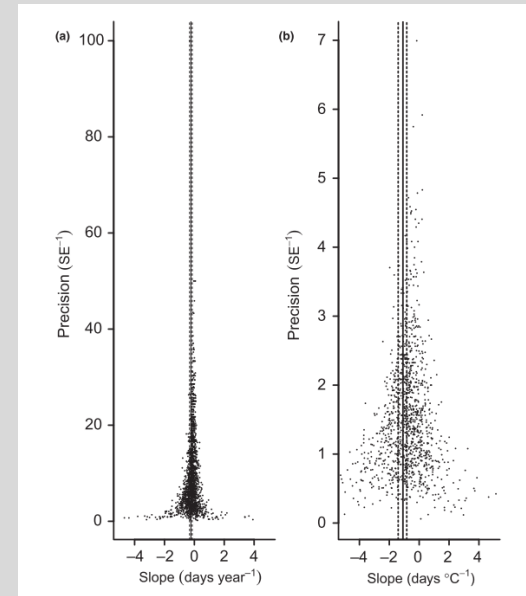 (a)
100
80
60
40
20
0
Precision (SE⁻¹)
−4 −2 0 2 4
Slope (days year⁻¹)
(b)
7
6
5
4
3
2
1
0
Precision (SE⁻¹)
−4 −2 0 2 4
Slope (days °C⁻¹)